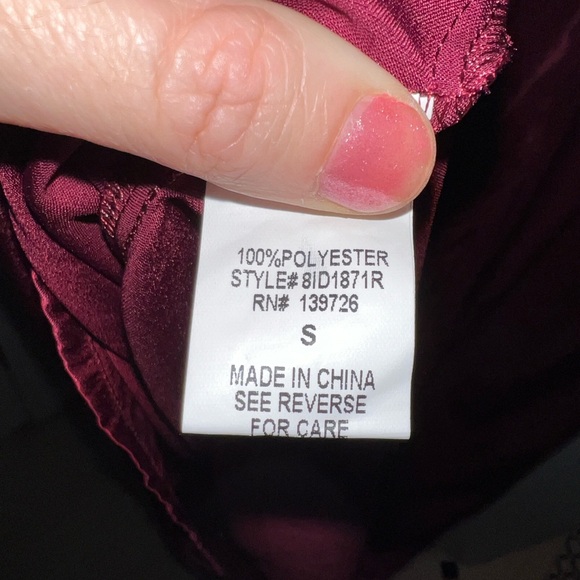 100%POLYESTER
STYLE# 8ID1871R
RN# 139726
S
MADE IN CHINA
SEE REVERSE
FOR CARE